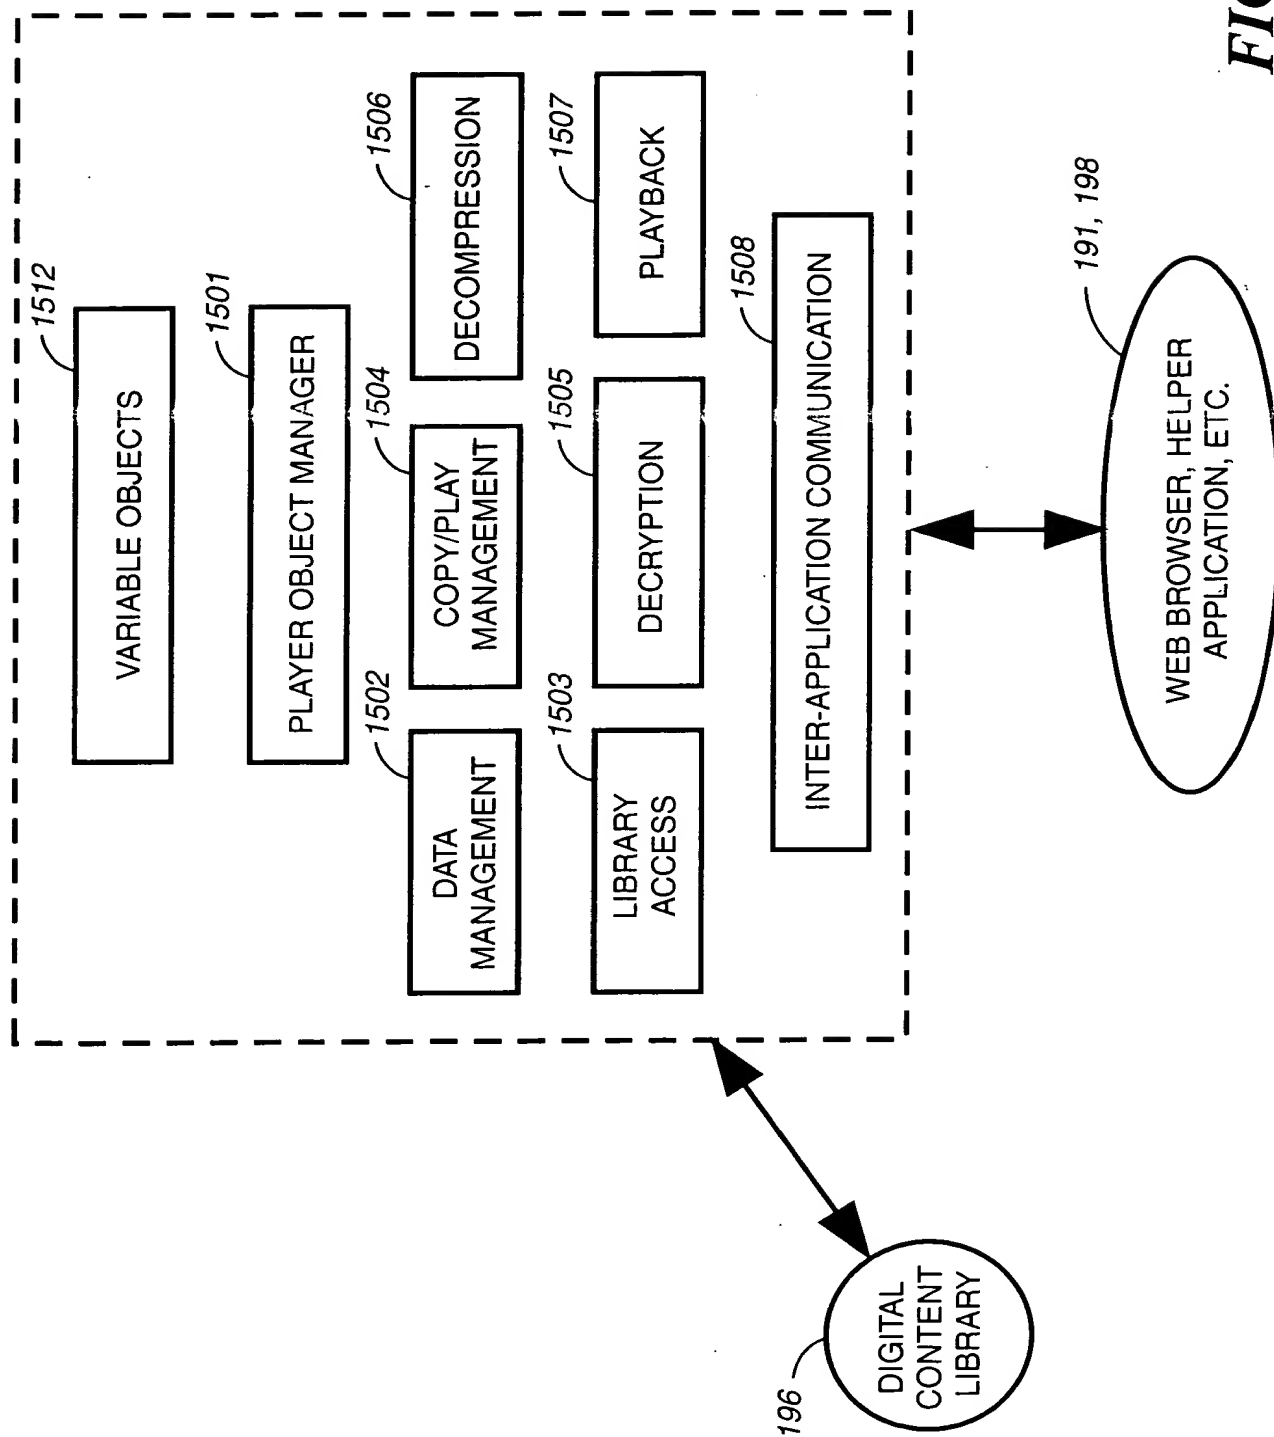 1512
VARIABLE OBJECTS
1501
PLAYER OBJECT MANAGER
1502
DATA
MANAGEMENT
1504
COPY/PLAY
MANAGEMENT
1506
DECOMPRESSION
1503
LIBRARY
ACCESS
1505
DECRYPTION
1507
PLAYBACK
1508
INTER-APPLICATION COMMUNICATION
196
DIGITAL
CONTENT
LIBRARY
191, 198
WEB BROWSER, HELPER
APPLICATION, ETC.